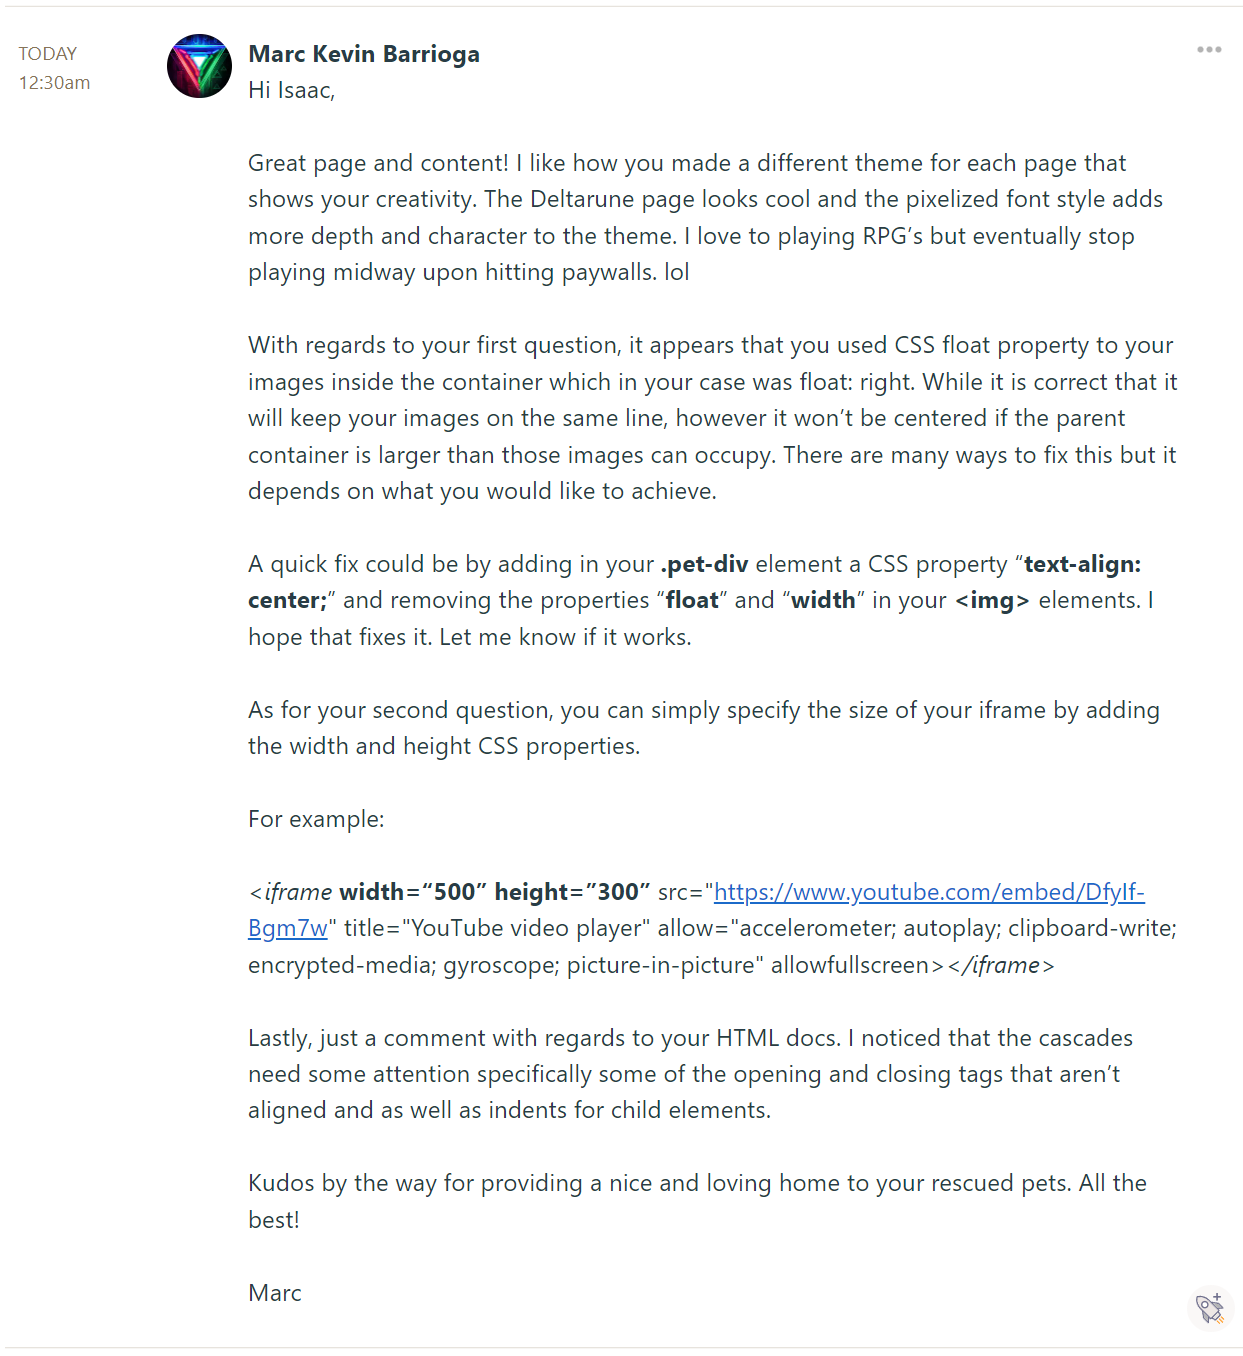 TODAY
12:30am
Marc Kevin Barrioga
Hi Isaac,
Great page and content! I like how you made a different theme for each page that
shows your creativity. The Deltarune page looks cool and the pixelized font style adds
more depth and character to the theme. I love to playing RPG’s but eventually stop
playing midway upon hitting paywalls. lol
With regards to your first question, it appears that you used CSS float property to your
images inside the container which in your case was float: right. While it is correct that it
will keep your images on the same line, however it won’t be centered if the parent
container is larger than those images can occupy. There are many ways to fix this but it
depends on what you would like to achieve.
A quick fix could be by adding in your .pet-div element a CSS property “text-align:
center;” and removing the properties “float” and “width” in your <img> elements. I
hope that fixes it. Let me know if it works.
As for your second question, you can simply specify the size of your iframe by adding
the width and height CSS properties.
For example:
<iframe width=“500” height=”300” src="https://www.youtube.com/embed/DfyIf-
Bgm7w" title="YouTube video player" allow="accelerometer; autoplay; clipboard-write;
encrypted-media; gyroscope; picture-in-picture" allowfullscreen></iframe>
Lastly, just a comment with regards to your HTML docs. I noticed that the cascades
need some attention specifically some of the opening and closing tags that aren’t
aligned and as well as indents for child elements.
Kudos by the way for providing a nice and loving home to your rescued pets. All the
best!
Marc